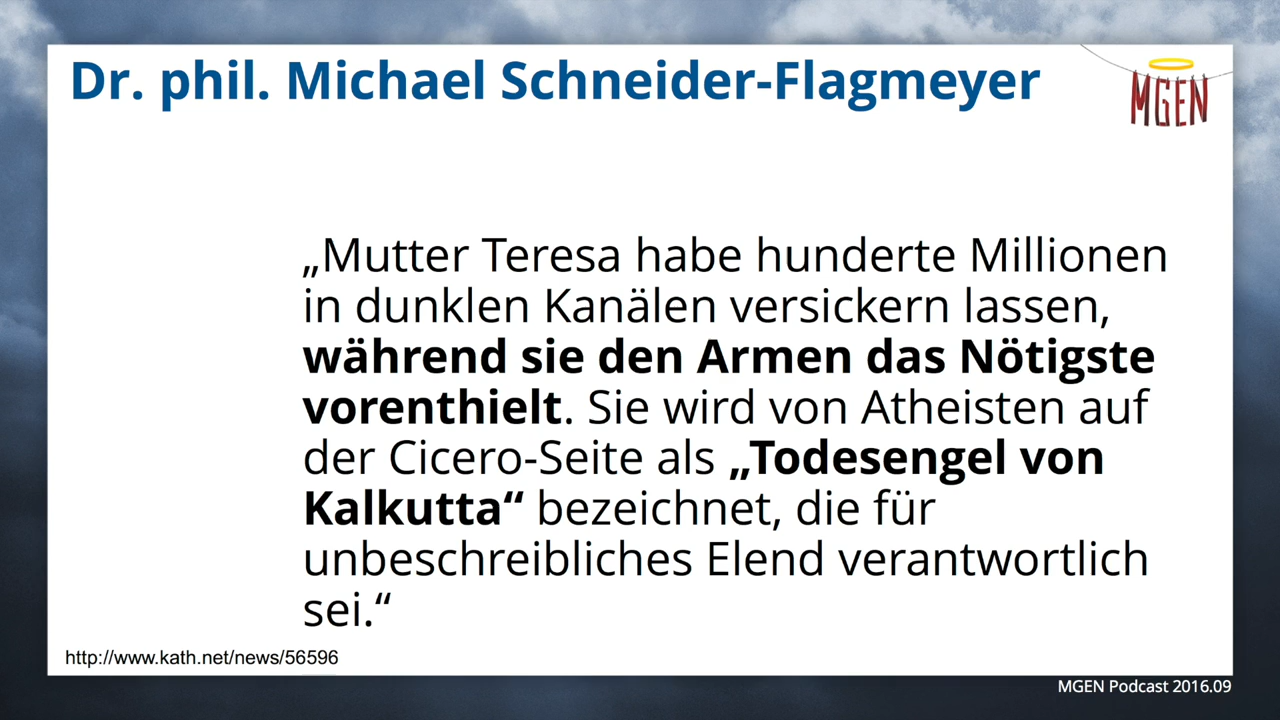 Dr. phil. Michael Schneider-Flagmeyer
MGEN
„Mutter Teresa habe hunderte Millionen
in dunklen Kanälen versickern lassen,
während sie den Armen das Nötigste
vorenthielt. Sie wird von Atheisten auf
der Cicero-Seite als „Todesengel von
Kalkutta“ bezeichnet, die für
unbeschreibliches Elend verantwortlich
sei.“
http://www.kath.net/news/56596
MGEN Podcast 2016.09